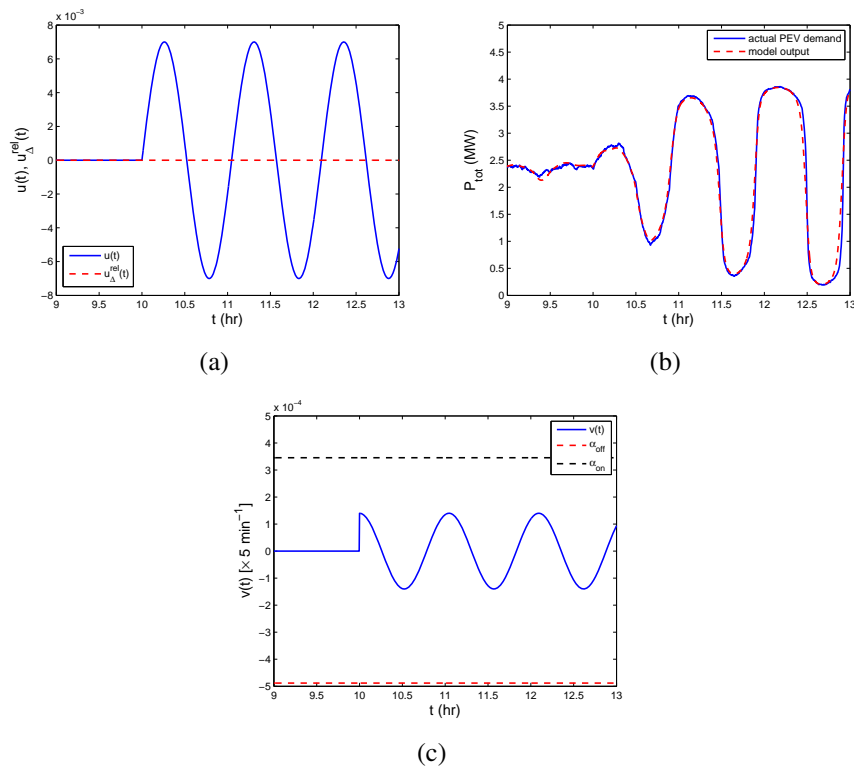 x 10⁻³
8
6
4
2
0
−2
−4
−6
−8
u(t), u_Δ^rel(t)
u(t)
u_Δ^rel(t)
9 9.5 10 10.5 11 11.5 12 12.5 13
t (hr)
(a)
5
4.5
4
3.5
3
2.5
2
1.5
1
0.5
0
P_tot (MW)
actual PEV demand
model output
9 9.5 10 10.5 11 11.5 12 12.5 13
t (hr)
(b)
x 10⁻⁴
5
4
3
2
1
0
−1
−2
−3
−4
−5
v(t) [× 5 min⁻¹]
v(t)
α_off
α_on
9 9.5 10 10.5 11 11.5 12 12.5 13
t (hr)
(c)